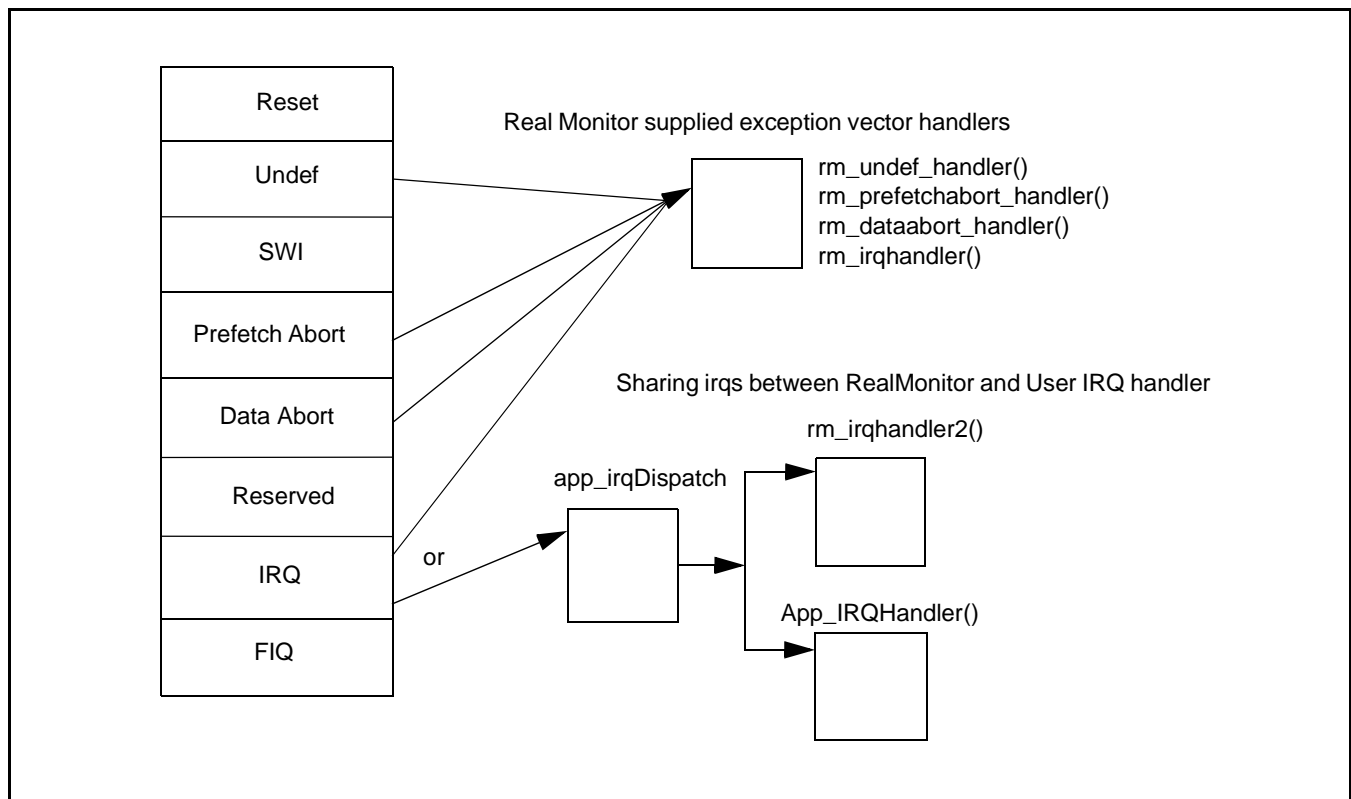 Reset
Undef
SWI
Prefetch Abort
Data Abort
Reserved
IRQ
FIQ
Real Monitor supplied exception vector handlers
rm_undef_handler()
rm_prefetchabort_handler()
rm_dataabort_handler()
rm_irqhandler()
Sharing irqs between RealMonitor and User IRQ handler
rm_irqhandler2()
app_irqDispatch
or
App_IRQHandler()